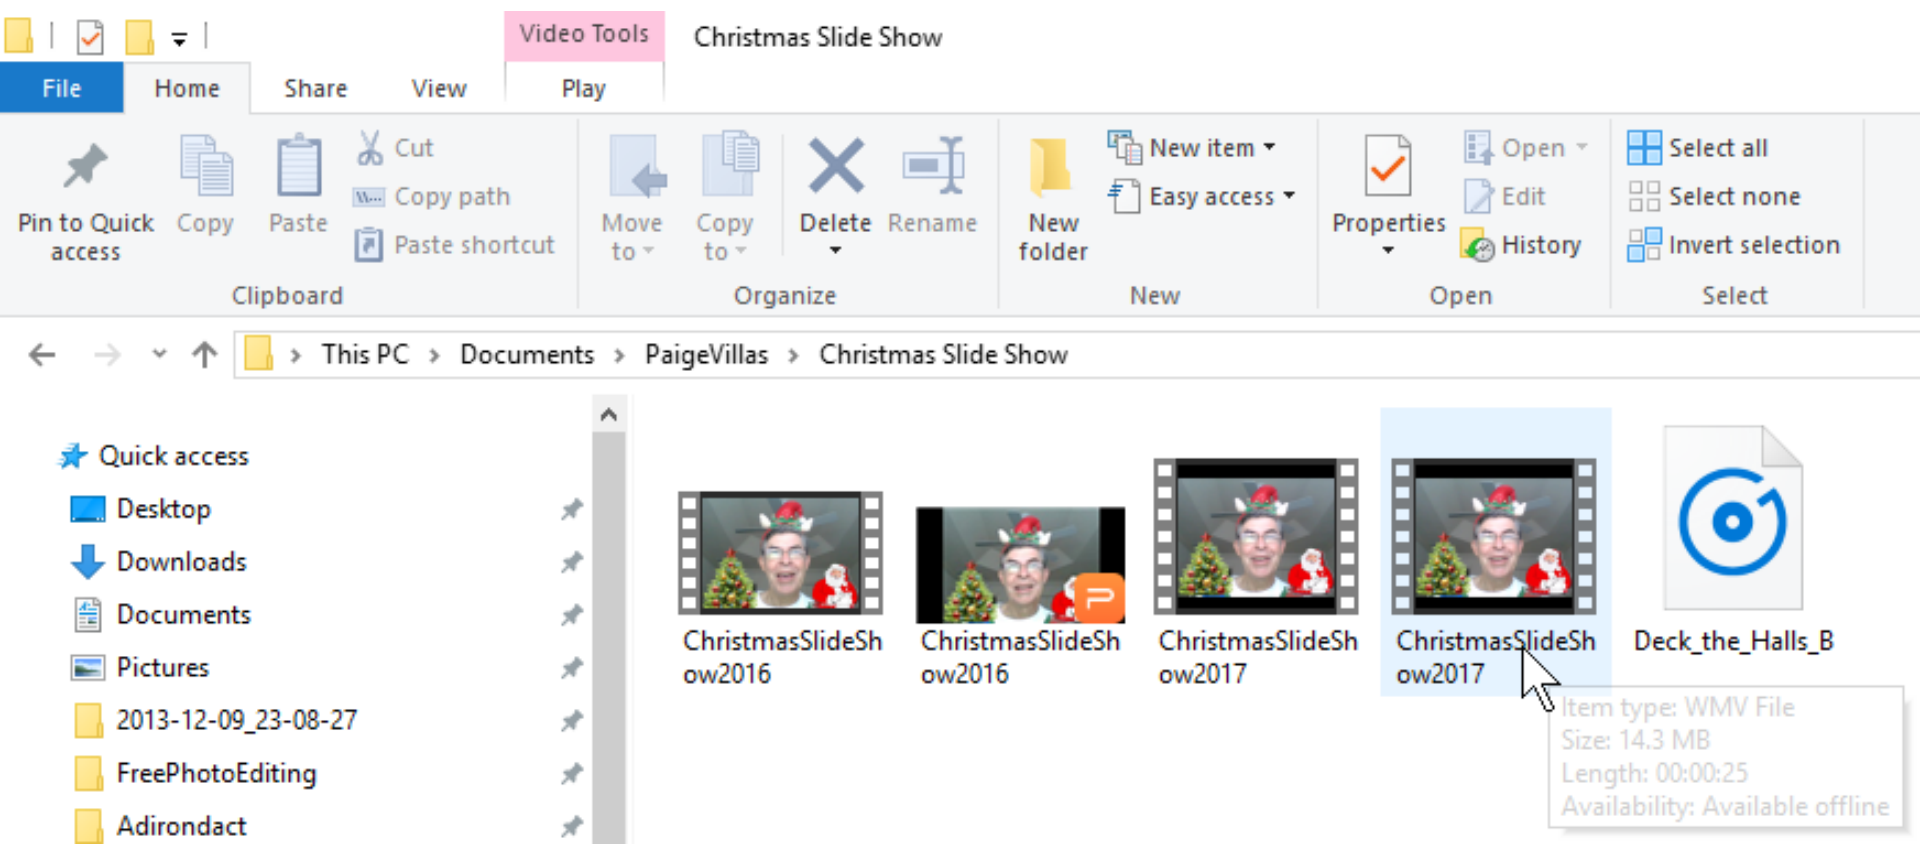 Video Tools
Christmas Slide Show
File
Home
Share
View
Play
Pin to Quick
access
Copy
Paste
Cut
Copy path
Paste shortcut
Clipboard
Move
to
Copy
to
Delete
Rename
Organize
New
folder
New item
Easy access
New
Properties
Open
Edit
History
Open
Select all
Select none
Invert selection
Select
This PC > Documents > PaigeVillas > Christmas Slide Show
Quick access
Desktop
Downloads
Documents
Pictures
2013-12-09_23-08-27
FreePhotoEditing
Adirondact
ChristmasSlideSh
ow2016
ChristmasSlideSh
ow2016
ChristmasSlideSh
ow2017
ChristmasSlideSh
ow2017
Deck_the_Halls_B
Item type: WMV File
Size: 14.3 MB
Length: 00:00:25
Availability: Available offline